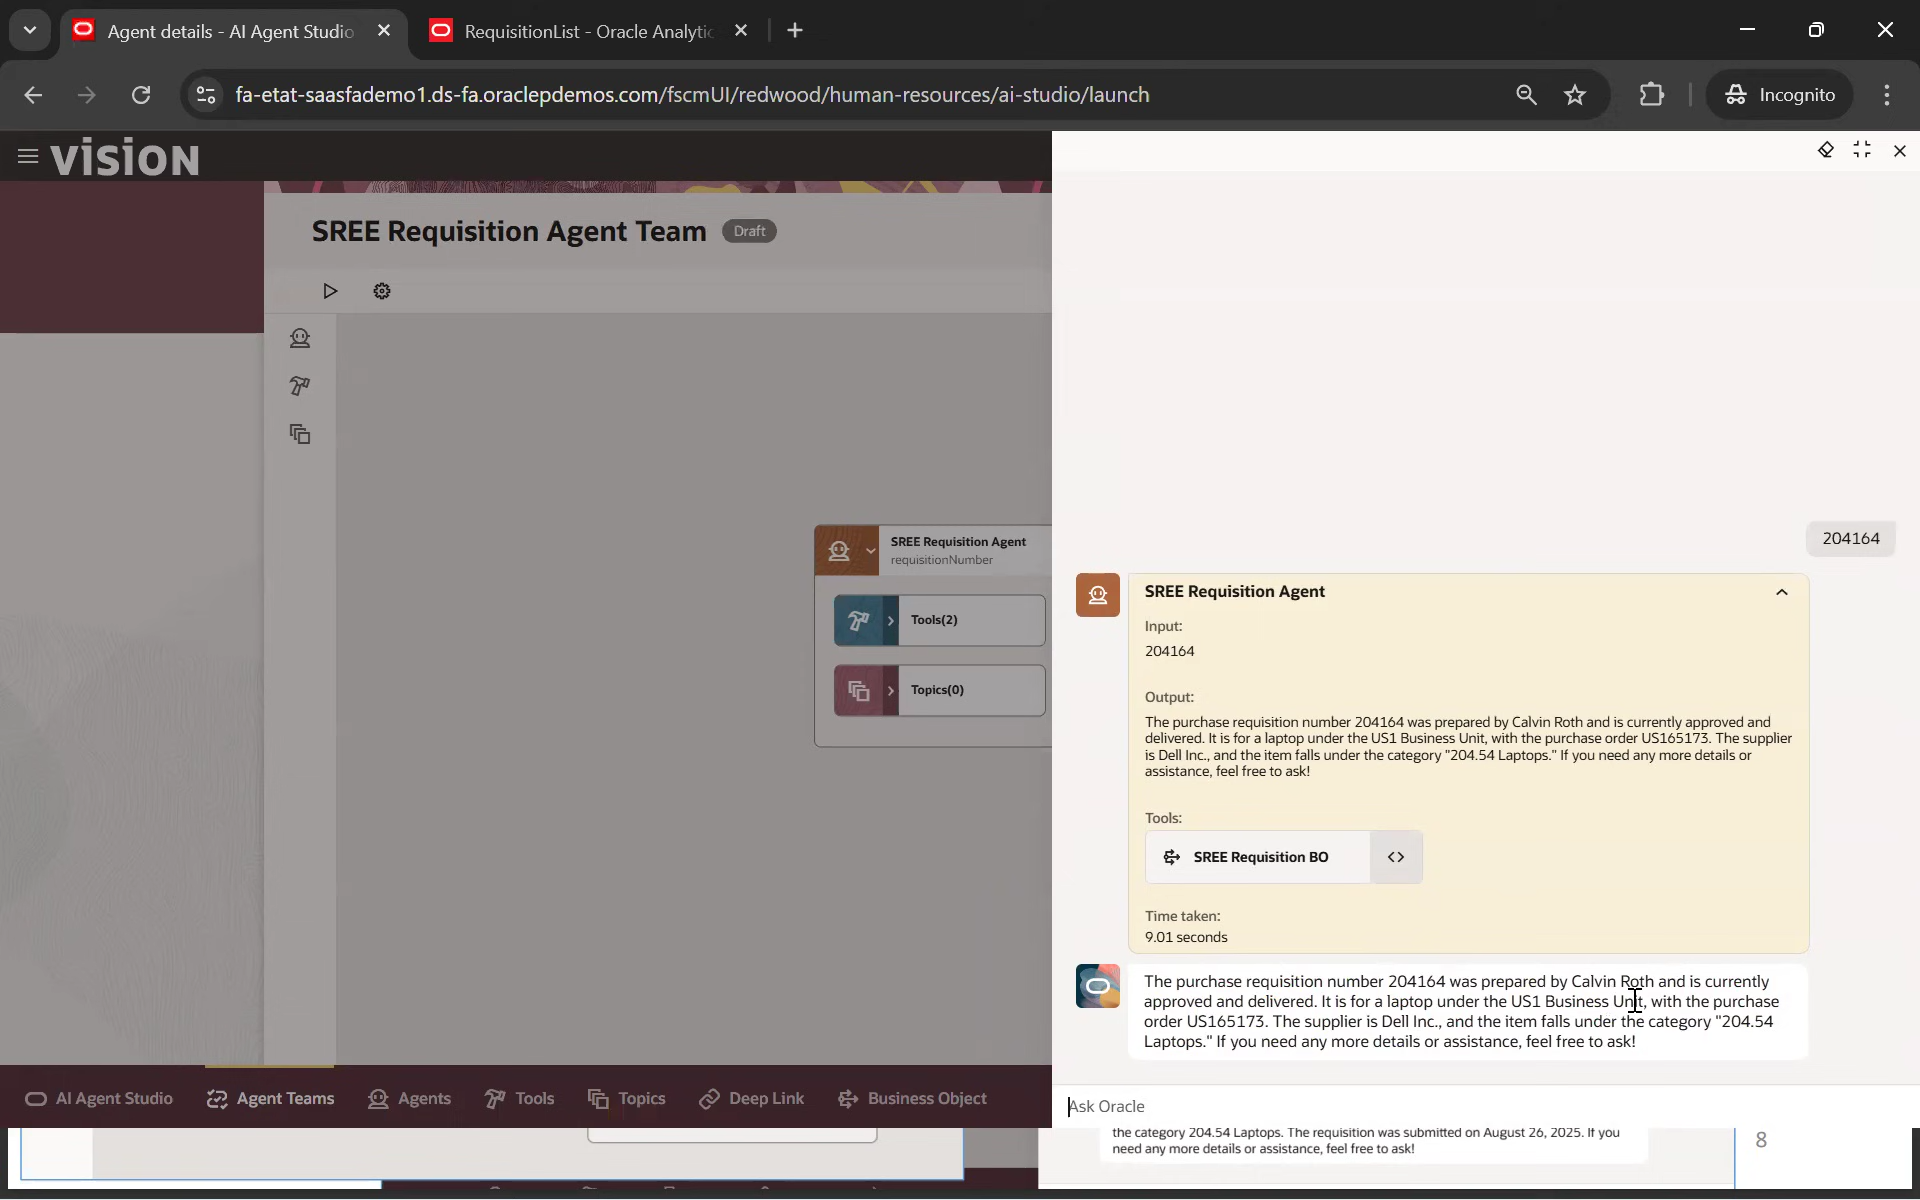 Agent details - AI Agent Studio
RequisitionList - Oracle Analytic
fa-etat-saasfademo1.ds-fa.oraclepdemos.com/fscmUI/redwood/human-resources/ai-studio/launch
Incognito
VISION
SREE Requisition Agent Team
Draft
SREE Requisition Agent
requisitionNumber
Tools(2)
Topics(0)
204164
SREE Requisition Agent
Input:
204164
Output:
The purchase requisition number 204164 was prepared by Calvin Roth and is currently approved and
delivered. It is for a laptop under the US1 Business Unit, with the purchase order US165173. The supplier
is Dell Inc., and the item falls under the category "204.54 Laptops." If you need any more details or
assistance, feel free to ask!
Tools:
SREE Requisition BO
Time taken:
9.01 seconds
The purchase requisition number 204164 was prepared by Calvin Roth and is currently
approved and delivered. It is for a laptop under the US1 Business Unit, with the purchase
order US165173. The supplier is Dell Inc., and the item falls under the category "204.54
Laptops." If you need any more details or assistance, feel free to ask!
AI Agent Studio
Agent Teams
Agents
Tools
Topics
Deep Link
Business Object
Ask Oracle
the category 204.54 Laptops. The requisition was submitted on August 26, 2025. If you
need any more details or assistance, feel free to ask!
8